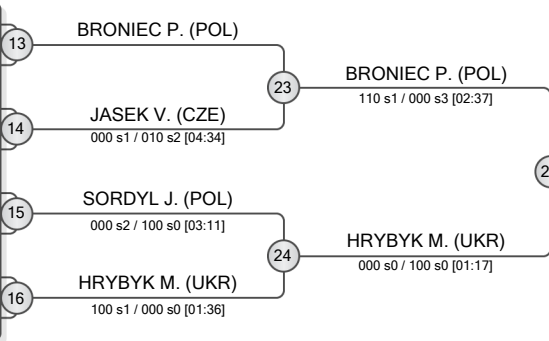 BRONIEC P. (POL)
13
BRONIEC P. (POL)
23
110 s1 / 000 s3 [02:37]
JASEK V. (CZE)
14
000 s1 / 010 s2 [04:34]
2
SORDYL J. (POL)
15
000 s2 / 100 s0 [03:11]
HRYBYK M. (UKR)
24
000 s0 / 100 s0 [01:17]
HRYBYK M. (UKR)
16
100 s1 / 000 s0 [01:36]